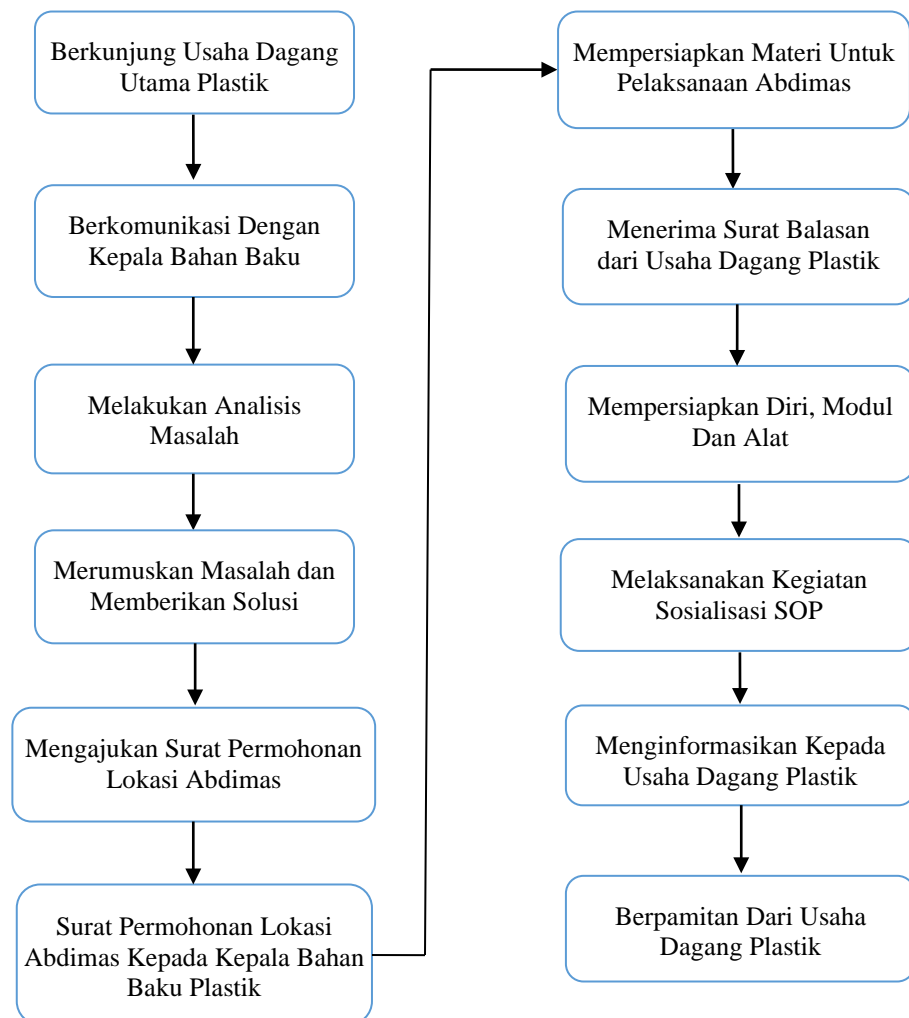 Berkunjung Usaha Dagang
Utama Plastik
Berkomunikasi Dengan
Kepala Bahan Baku
Melakukan Analisis
Masalah
Merumuskan Masalah dan
Memberikan Solusi
Mengajukan Surat Permohonan
Lokasi Abdimas
Surat Permohonan Lokasi
Abdimas Kepada Kepala Bahan
Baku Plastik
Mempersiapkan Materi Untuk
Pelaksanaan Abdimas
Menerima Surat Balasan
dari Usaha Dagang Plastik
Mempersiapkan Diri, Modul
Dan Alat
Melaksanakan Kegiatan
Sosialisasi SOP
Menginformasikan Kepada
Usaha Dagang Plastik
Berpamitan Dari Usaha
Dagang Plastik